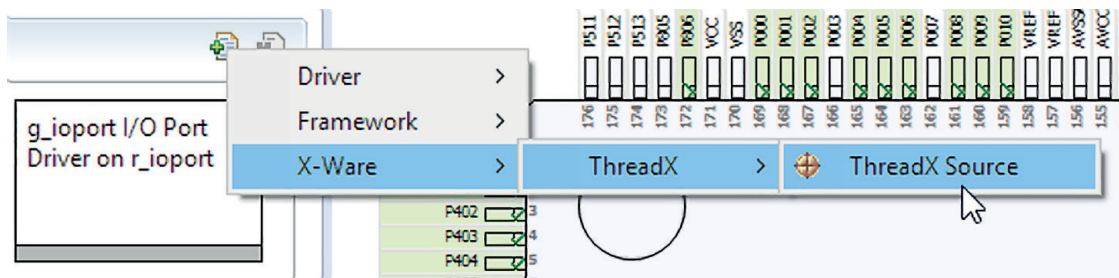 P511
P512
P513
P805
P806
VCC
VSS
P000
P001
P002
P003
P004
P005
P006
P007
P008
P009
P010
VREF
VREF
AVSS
AVCC
Driver >
176
175
174
173
172
171
170
169
168
167
166
165
164
163
162
161
160
159
158
157
156
155
g_ioport I/O Port
Driver on r_ioport
Framework >
X-Ware >
ThreadX >
ThreadX Source
P402 3
P403 4
P404 5